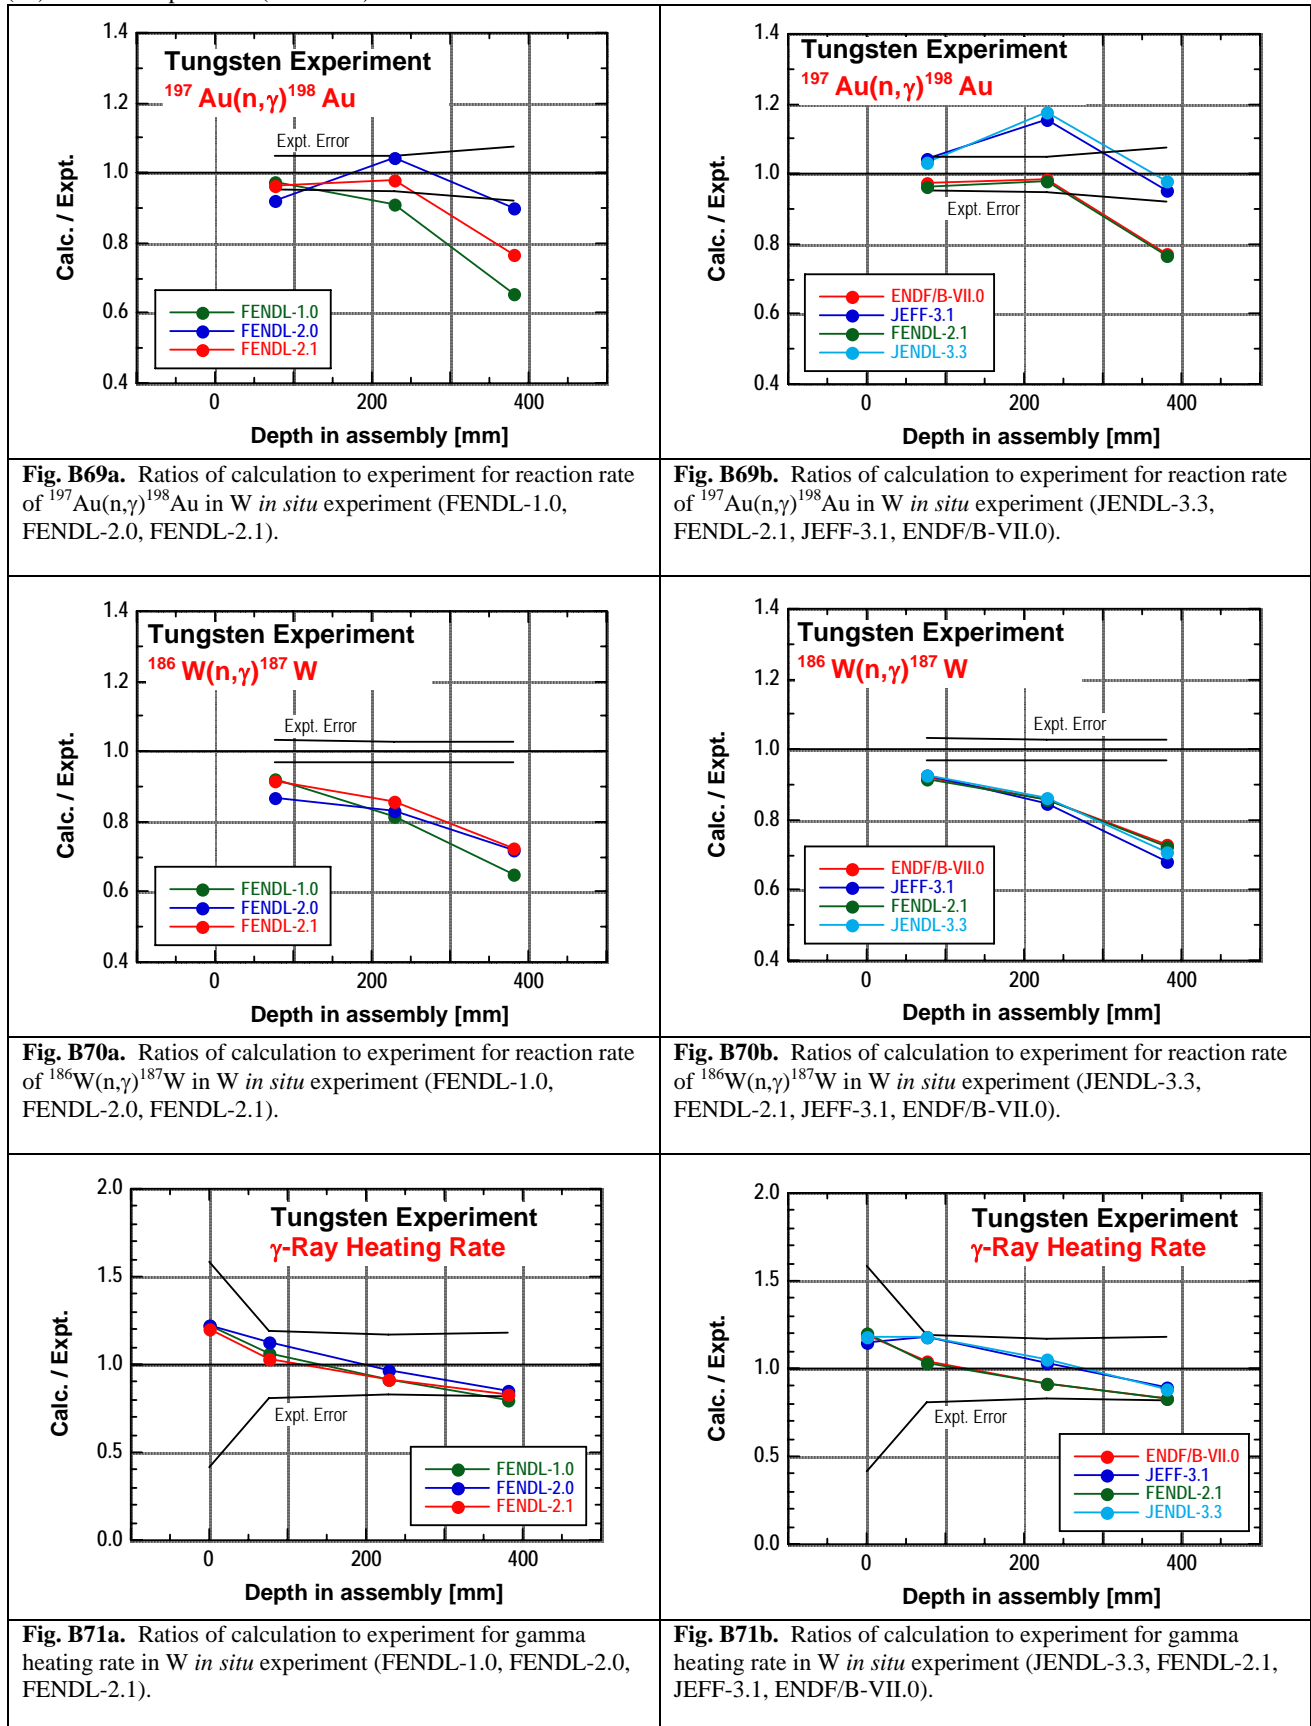 1.4
1.2
1.0
0.8
0.6
0.4
Calc. / Expt.
Tungsten Experiment
197 Au(n,γ)198 Au
Expt. Error
FENDL-1.0
FENDL-2.0
FENDL-2.1
0 200 400
Depth in assembly [mm]
1.4
1.2
1.0
0.8
0.6
0.4
Calc. / Expt.
Tungsten Experiment
197 Au(n,γ)198 Au
Expt. Error
ENDF/B-VII.0
JEFF-3.1
FENDL-2.1
JENDL-3.3
0 200 400
Depth in assembly [mm]
Fig. B69a. Ratios of calculation to experiment for reaction rate
of 197Au(n,γ)198Au in W in situ experiment (FENDL-1.0,
FENDL-2.0, FENDL-2.1).
Fig. B69b. Ratios of calculation to experiment for reaction rate
of 197Au(n,γ)198Au in W in situ experiment (JENDL-3.3,
FENDL-2.1, JEFF-3.1, ENDF/B-VII.0).
1.4
1.2
1.0
0.8
0.6
0.4
Calc. / Expt.
Tungsten Experiment
186 W(n,γ)187 W
Expt. Error
FENDL-1.0
FENDL-2.0
FENDL-2.1
0 200 400
Depth in assembly [mm]
1.4
1.2
1.0
0.8
0.6
0.4
Calc. / Expt.
Tungsten Experiment
186 W(n,γ)187 W
Expt. Error
ENDF/B-VII.0
JEFF-3.1
FENDL-2.1
JENDL-3.3
0 200 400
Depth in assembly [mm]
Fig. B70a. Ratios of calculation to experiment for reaction rate
of 186W(n,γ)187W in W in situ experiment (FENDL-1.0,
FENDL-2.0, FENDL-2.1).
Fig. B70b. Ratios of calculation to experiment for reaction rate
of 186W(n,γ)187W in W in situ experiment (JENDL-3.3,
FENDL-2.1, JEFF-3.1, ENDF/B-VII.0).
2.0
1.5
1.0
0.5
0.0
Calc. / Expt.
Tungsten Experiment
γ-Ray Heating Rate
Expt. Error
FENDL-1.0
FENDL-2.0
FENDL-2.1
0 200 400
Depth in assembly [mm]
2.0
1.5
1.0
0.5
0.0
Calc. / Expt.
Tungsten Experiment
γ-Ray Heating Rate
Expt. Error
ENDF/B-VII.0
JEFF-3.1
FENDL-2.1
JENDL-3.3
0 200 400
Depth in assembly [mm]
Fig. B71a. Ratios of calculation to experiment for gamma
heating rate in W in situ experiment (FENDL-1.0, FENDL-2.0,
FENDL-2.1).
Fig. B71b. Ratios of calculation to experiment for gamma
heating rate in W in situ experiment (JENDL-3.3, FENDL-2.1,
JEFF-3.1, ENDF/B-VII.0).